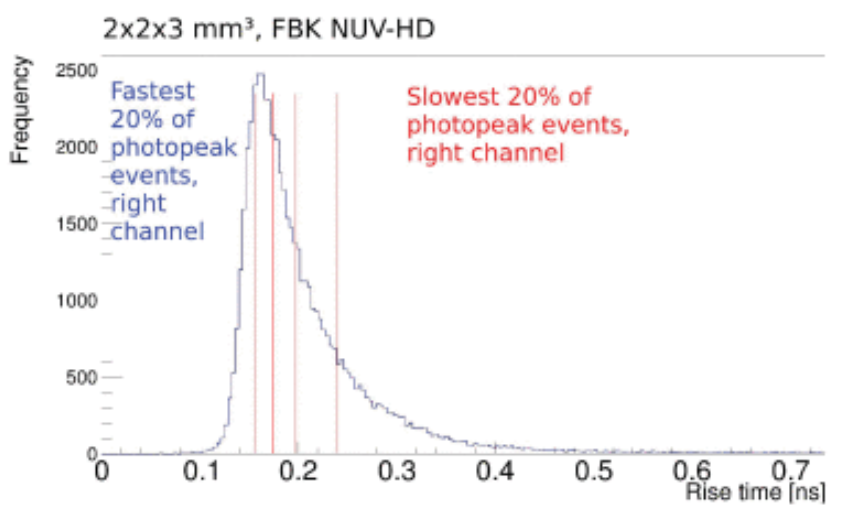 2x2x3 mm³, FBK NUV-HD
Frequency
2500
2000
1500
1000
500
0
Fastest
20% of
photopeak
events,
right
channel
Slowest 20% of
photopeak events,
right channel
0 0.1 0.2 0.3 0.4 0.5 0.6 0.7
Rise time [ns]